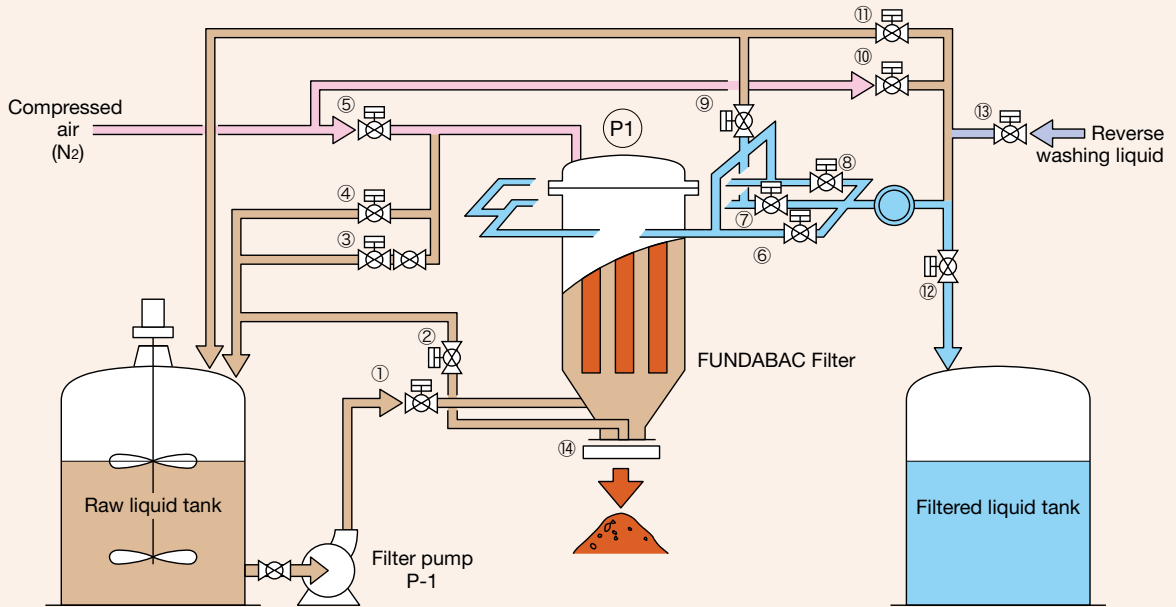 ⑪
⑩
Compressed
air
(N₂)
⑤
P1
⑨
⑬
Reverse
washing liquid
④
⑧
③
⑦
⑥
⑫
②
①
FUNDABAC Filter
⑭
Raw liquid tank
Filtered liquid tank
Filter pump
P-1